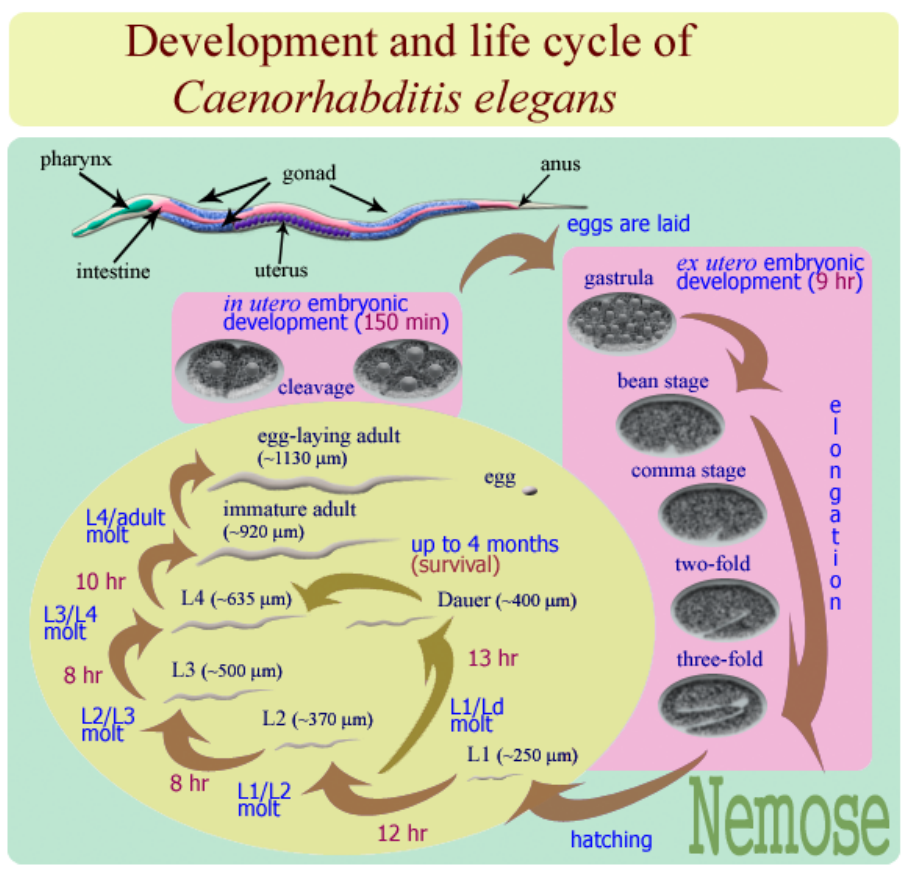 Development and life cycle of
Caenorhabditis elegans
pharynx
gonad
anus
intestine
uterus
eggs are laid
in utero embryonic
development (150 min)
cleavage
ex utero embryonic
development (9 hr)
gastrula
bean stage
comma stage
two-fold
three-fold
elongation
egg-laying adult
(~1130 µm)
egg
immature adult
(~920 µm)
L4/adult
molt
up to 4 months
(survival)
10 hr
L4 (~635 µm)
Dauer (~400 µm)
L3/L4
molt
8 hr
L3 (~500 µm)
13 hr
L2/L3
molt
L2 (~370 µm)
L1/Ld
molt
L1 (~250 µm)
8 hr
L1/L2
molt
12 hr
hatching
Nemose